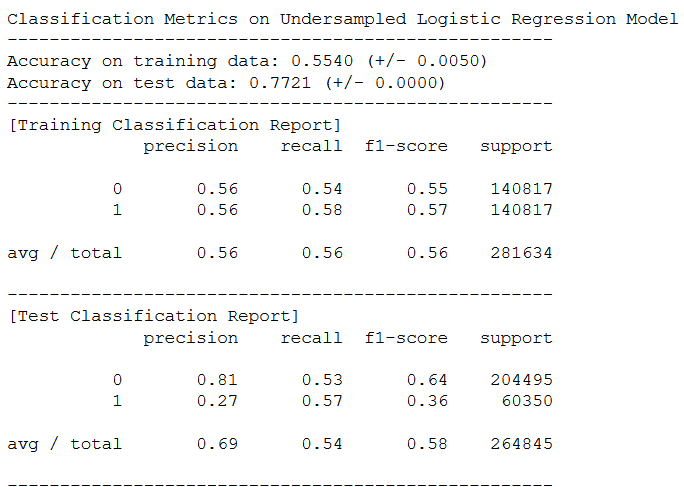 Classification Metrics on Undersampled Logistic Regression Model
----------------------------------------------------
Accuracy on training data: 0.5540 (+/- 0.0050)
Accuracy on test data: 0.7721 (+/- 0.0000)
----------------------------------------------------
[Training Classification Report]
             precision    recall  f1-score   support

          0       0.56      0.54      0.55    140817
          1       0.56      0.58      0.57    140817

avg / total       0.56      0.56      0.56    281634

----------------------------------------------------
[Test Classification Report]
             precision    recall  f1-score   support

          0       0.81      0.53      0.64    204495
          1       0.27      0.57      0.36     60350

avg / total       0.69      0.54      0.58    264845

----------------------------------------------------